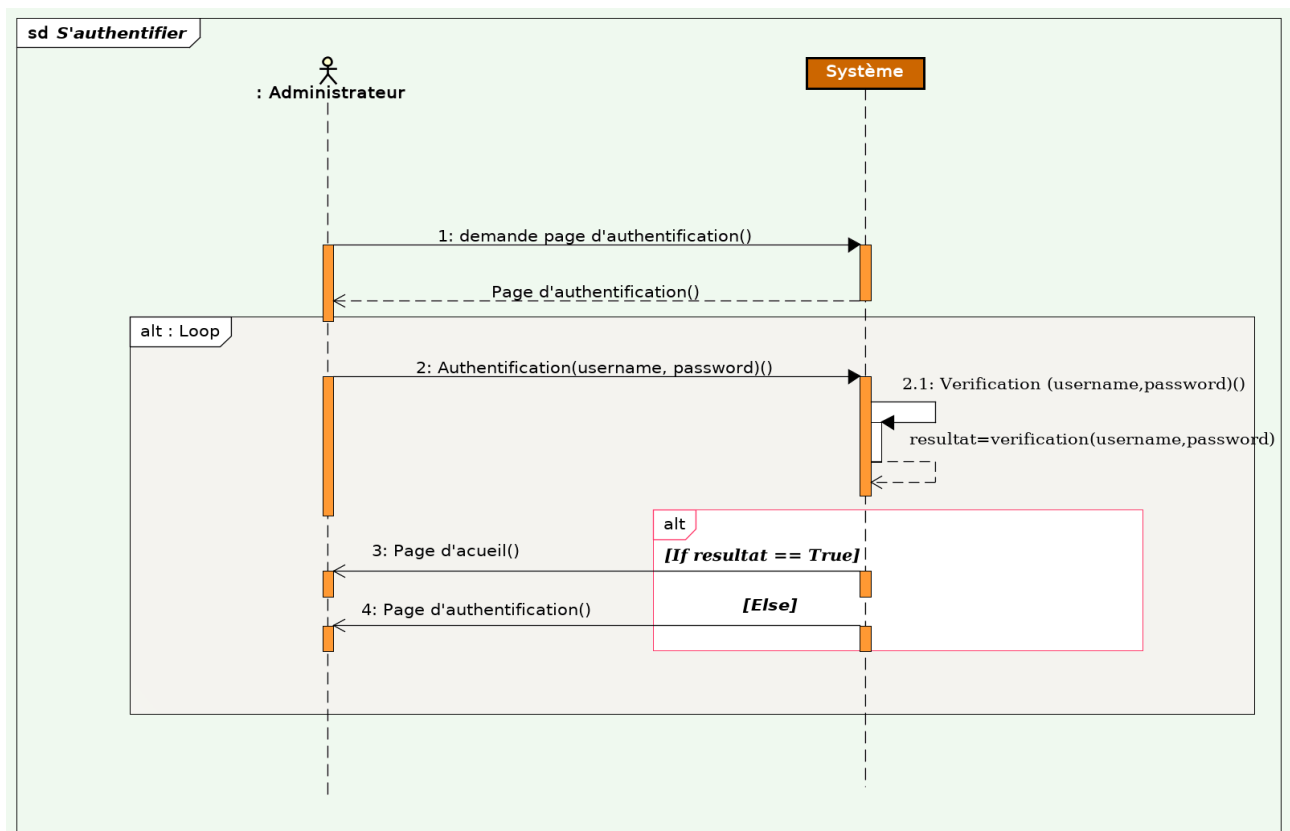 sd S'authentifier
: Administrateur
Système
1: demande page d'authentification()
Page d'authentification()
alt : Loop
2: Authentification(username, password)()
2.1: Verification (username,password)()
resultat=verification(username,password)
alt
3: Page d'acueil()
[If resultat == True]
[Else]
4: Page d'authentification()